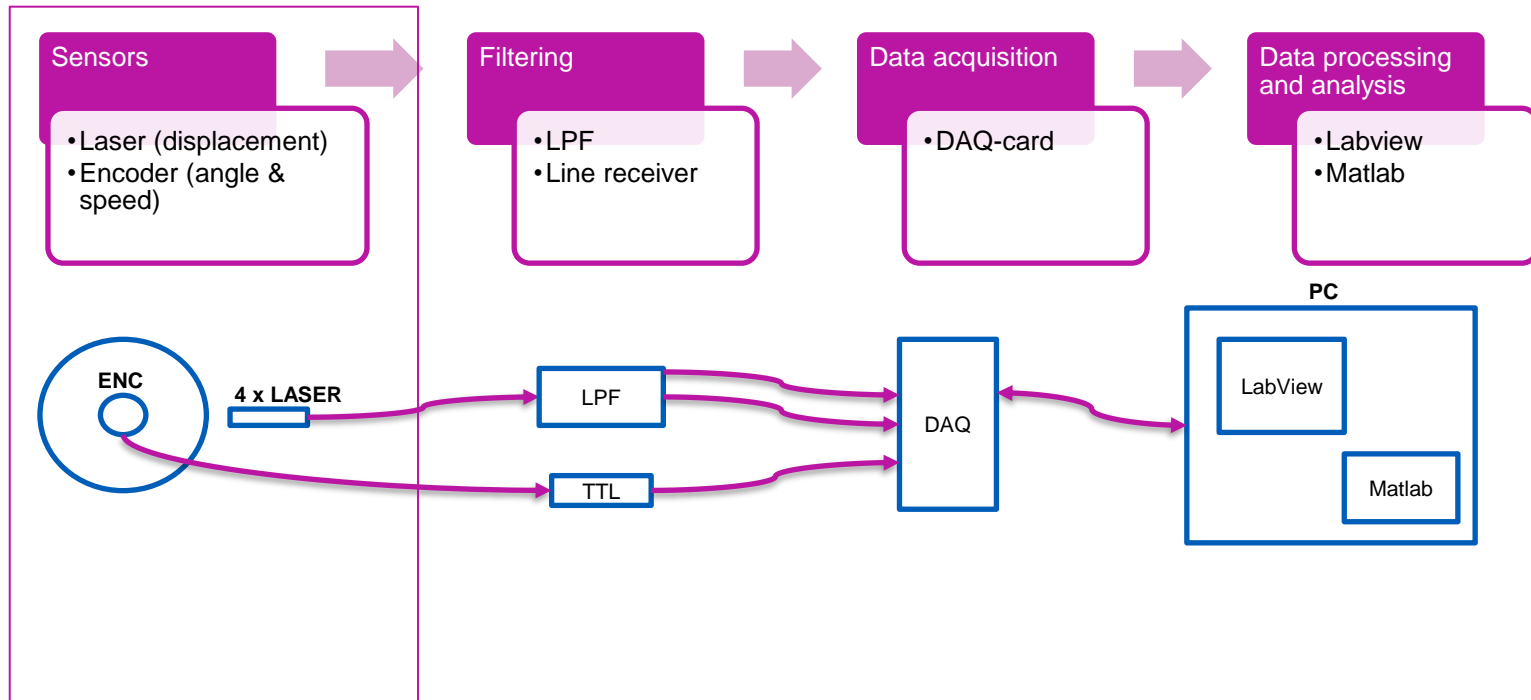 Sensors
•Laser (displacement)
•Encoder (angle &
speed)
Filtering
•LPF
•Line receiver
Data acquisition
•DAQ-card
Data processing
and analysis
•Labview
•Matlab
PC
ENC
4 x LASER
LPF
TTL
DAQ
LabView
Matlab